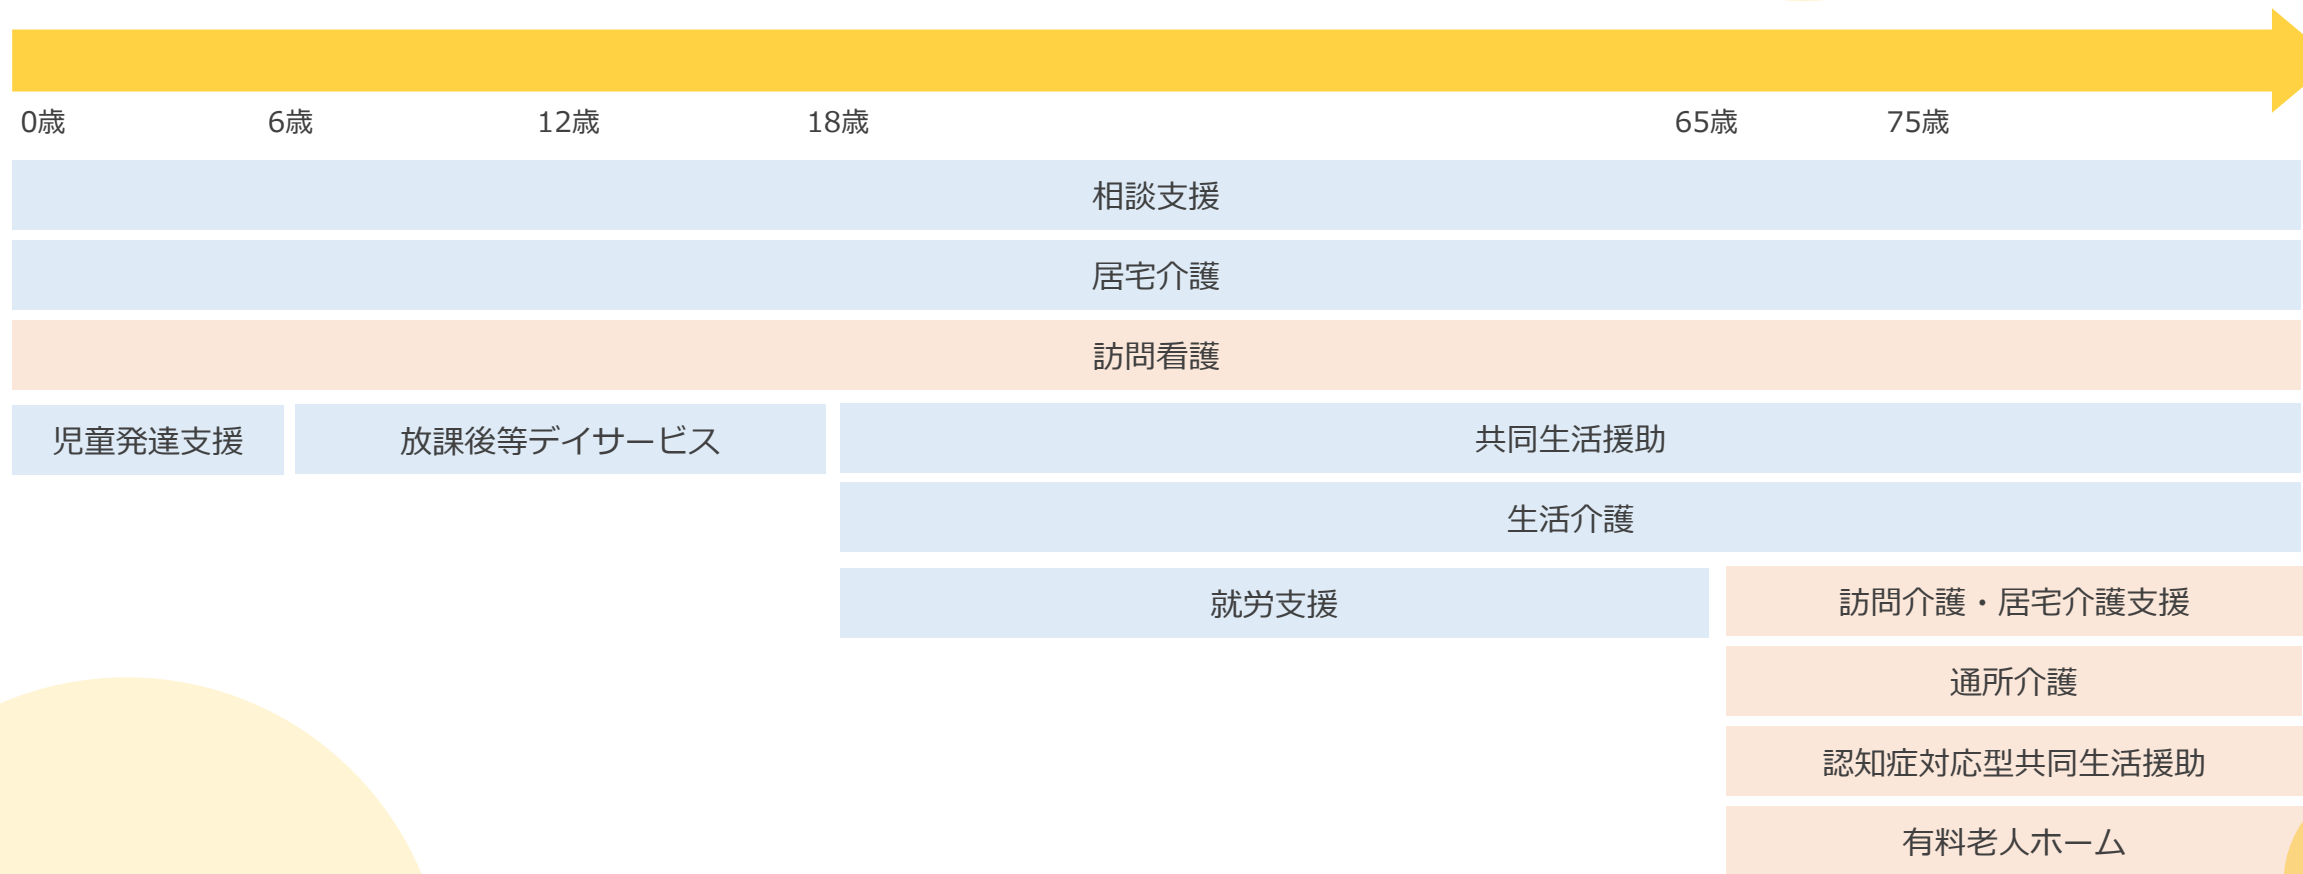 0歳 6歳 12歳 18歳 65歳 75歳
相談支援
居宅介護
訪問看護
児童発達支援 放課後等デイサービス 共同生活援助
生活介護
就労支援 訪問介護・居宅介護支援
通所介護
認知症対応型共同生活援助
有料老人ホーム